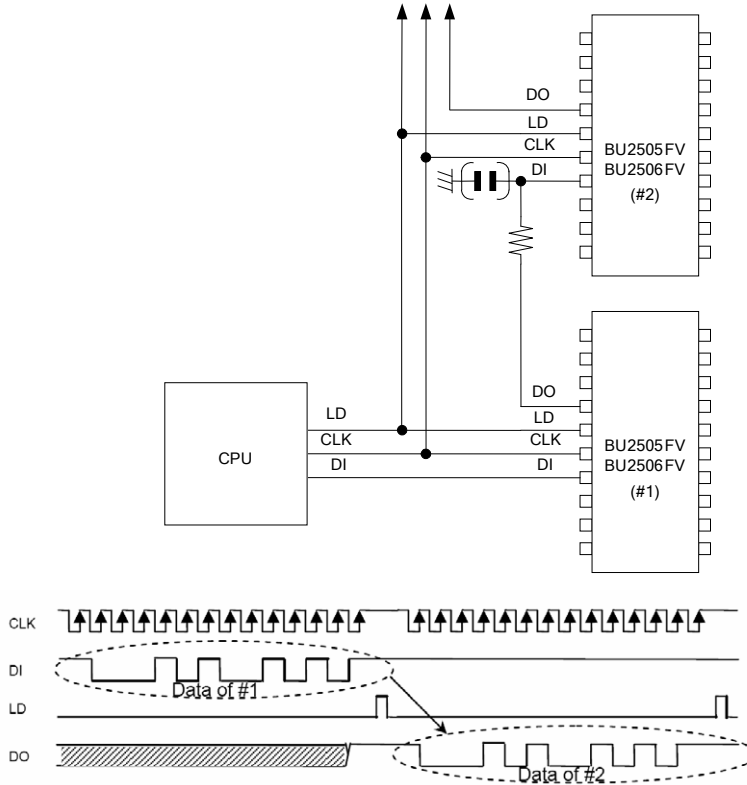 DO
LD
CLK
DI
BU2505FV
BU2506FV
(#2)
DO
LD
CLK
DI
CPU
LD
CLK
DI
BU2505FV
BU2506FV
(#1)
CLK
DI
Data of #1
LD
DO
Data of #2